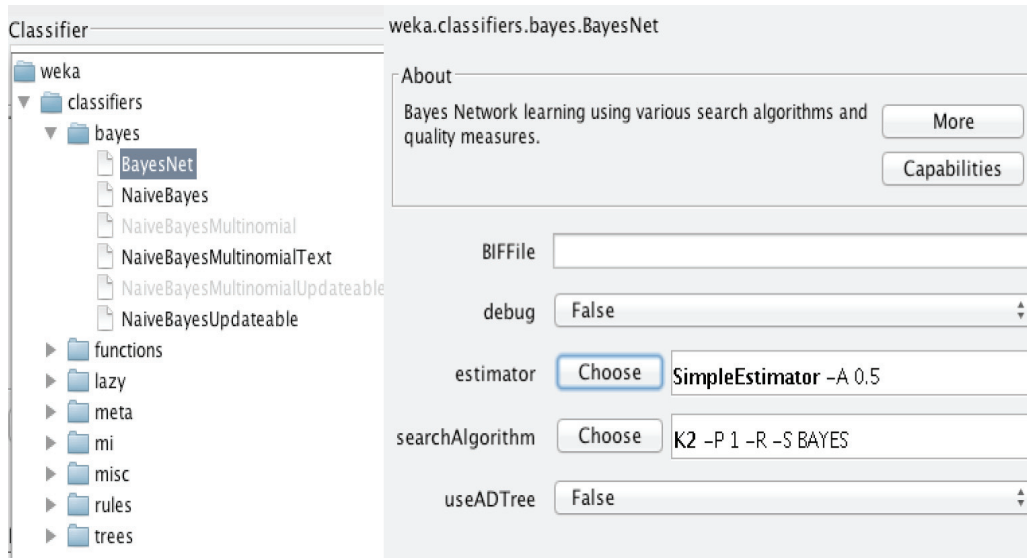 Classifier
weka
classifiers
bayes
BayesNet
NaiveBayes
NaiveBayesMultinomial
NaiveBayesMultinomialText
NaiveBayesMultinomialUpdateable
NaiveBayesUpdateable
functions
lazy
meta
mi
misc
rules
trees
weka.classifiers.bayes.BayesNet
About
Bayes Network learning using various search algorithms and
quality measures.
More
Capabilities
BIFFile
debug False
estimator Choose SimpleEstimator -A 0.5
searchAlgorithm Choose K2 -P 1 -R -S BAYES
useADTree False